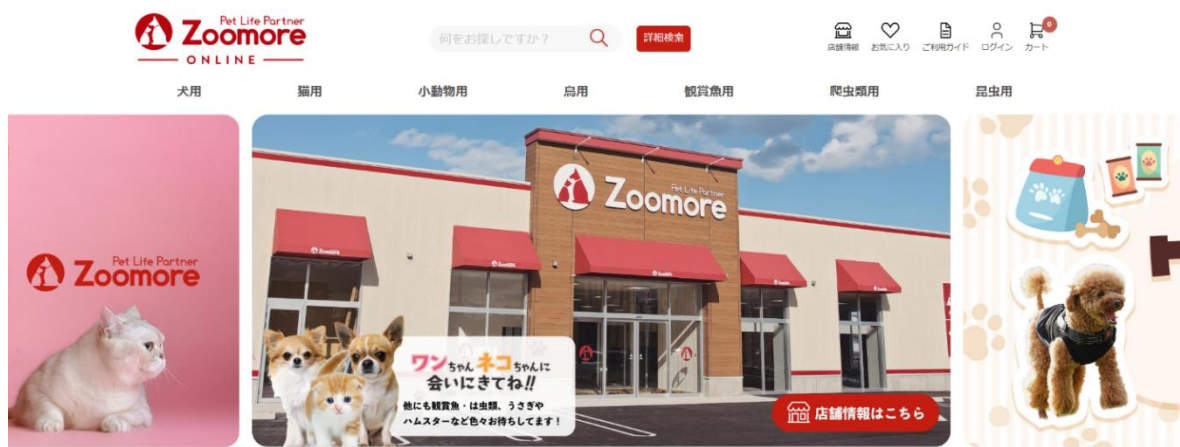 Pet Life Partner
Zoomore
ONLINE
何をお探しですか？
詳細検索
店舗情報
お気に入り
ご利用ガイド
ログイン
0
カート
犬用
猫用
小動物用
鳥用
観賞魚用
爬虫類用
昆虫用
Pet Life Partner
Zoomore
Pet Life Partner
Zoomore
Zoomore
Zoomore
Zoomore
Zoomore
ワンちゃんネコちゃんに
会いにきてね!!
他にも観賞魚・は虫類、うさぎや
ハムスターなど色々お待ちしてます！
店舗情報はこちら